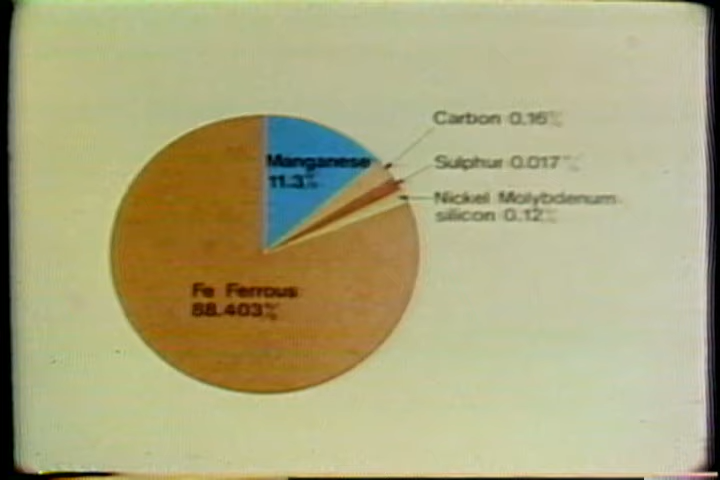 Carbon 0.16%
Manganese
11.3%
Sulphur 0.017%
Nickel Molybdenum
silicon 0.12%
Fe Ferrous
88.403%